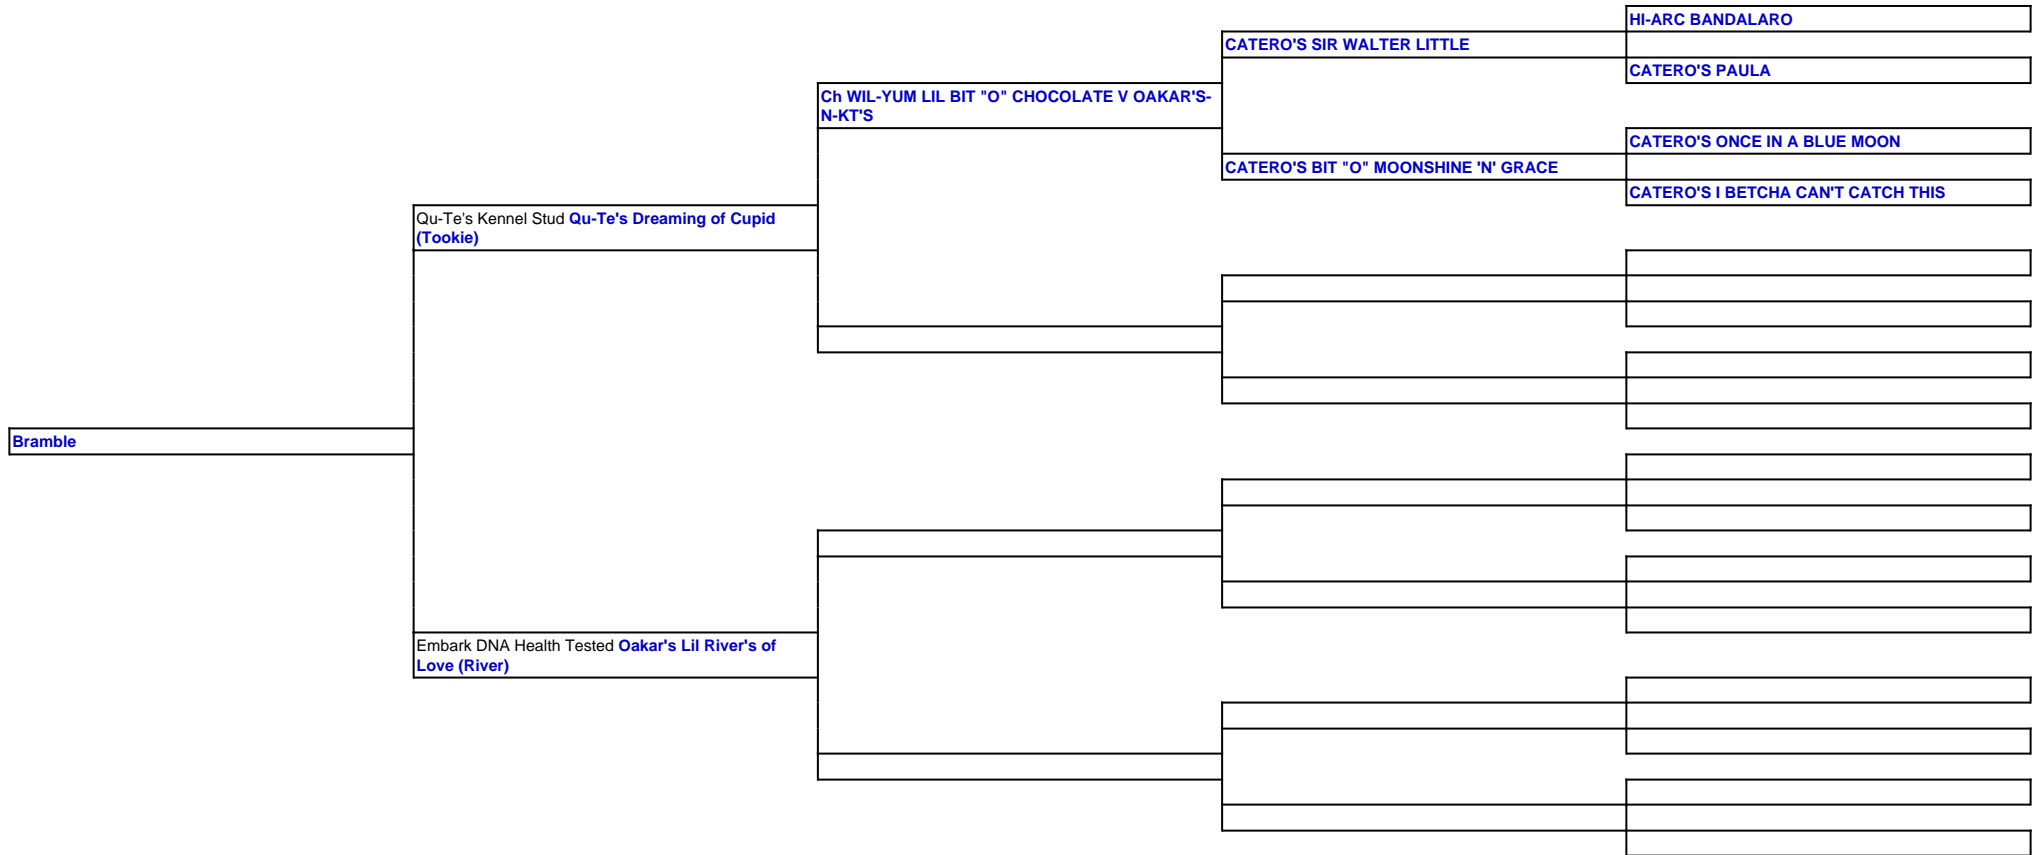 HI-ARC BANDALARO
CATERO'S SIR WALTER LITTLE
CATERO'S PAULA
Ch WIL-YUM LIL BIT "O" CHOCOLATE V OAKAR'S-
N-KT'S
CATERO'S ONCE IN A BLUE MOON
CATERO'S BIT "O" MOONSHINE 'N' GRACE
CATERO'S I BETCHA CAN'T CATCH THIS
Qu-Te's Kennel Stud Qu-Te's Dreaming of Cupid
(Tookie)
Bramble
Embark DNA Health Tested Oakar's Lil River's of
Love (River)